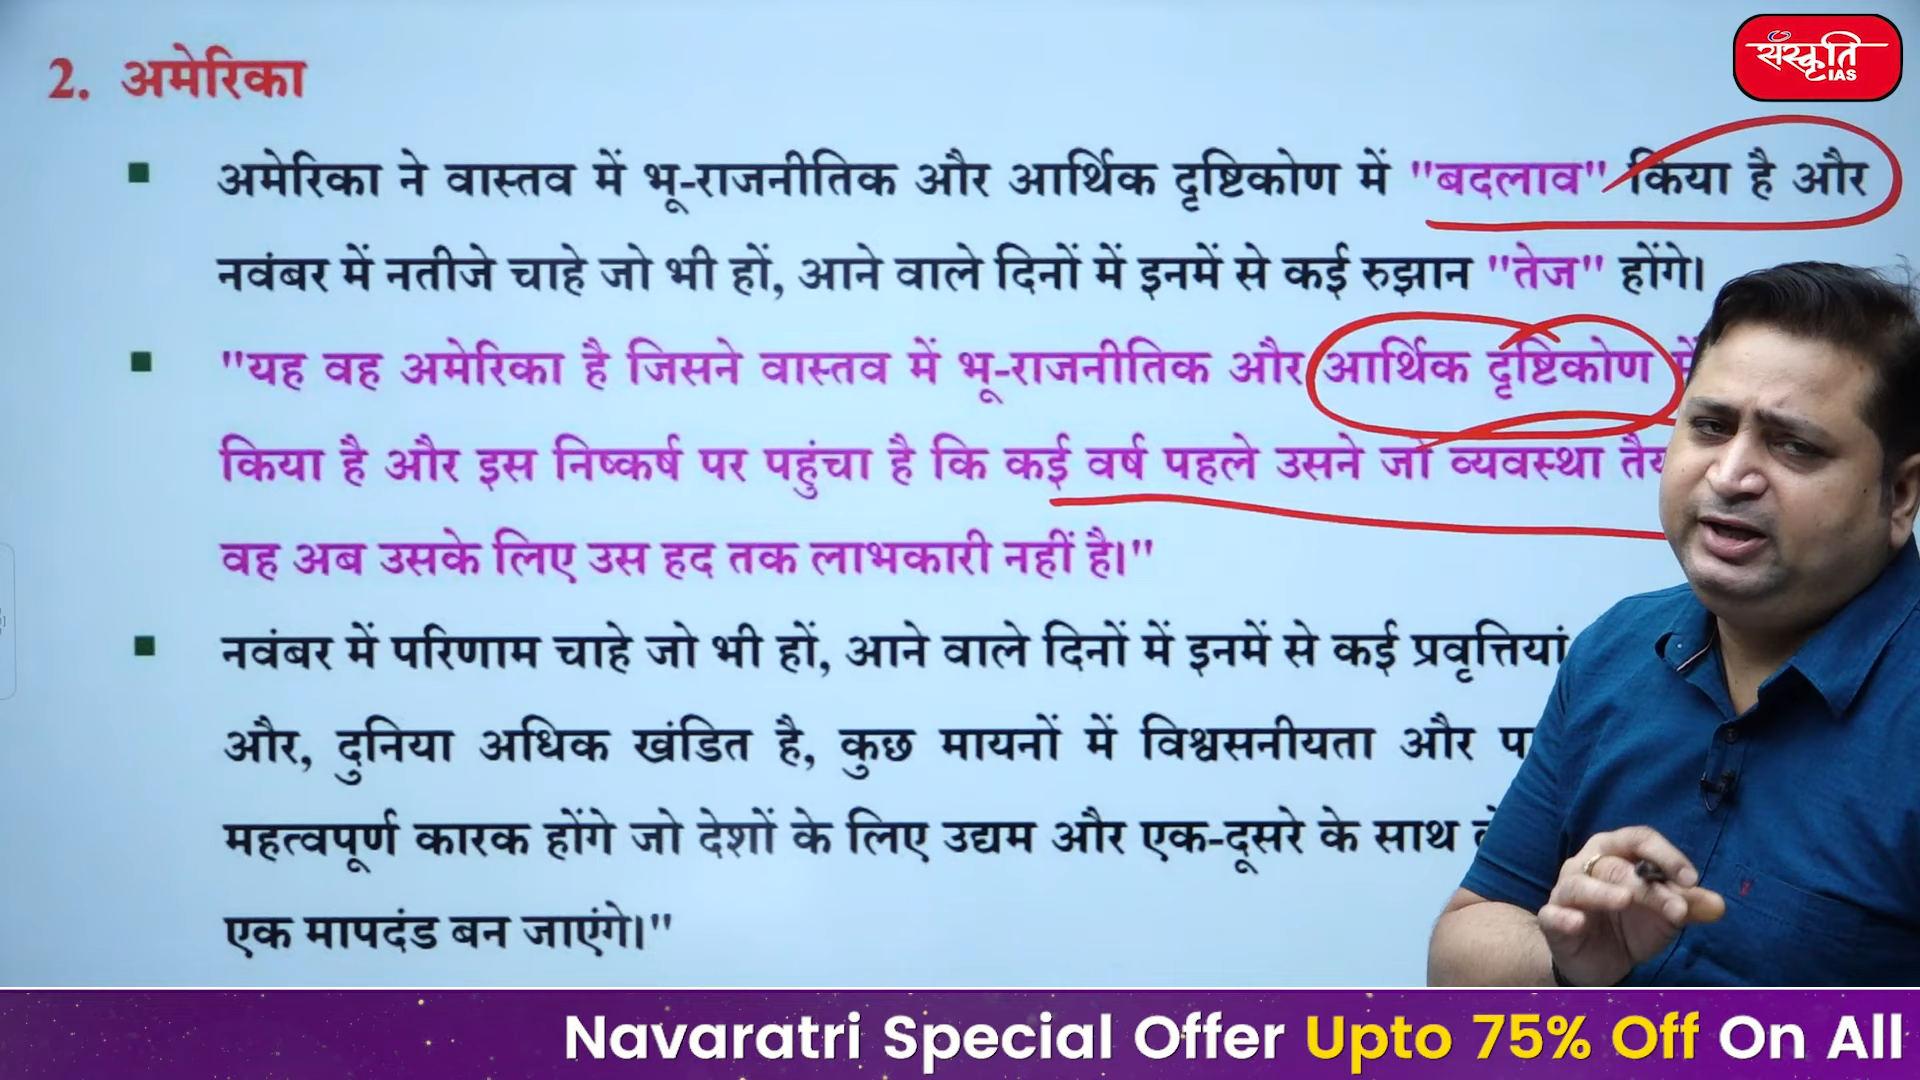 संस्कृति
IAS
2. अमेरिका
अमेरिका ने वास्तव में भू-राजनीतिक और आर्थिक दृष्टिकोण में "बदलाव" किया है और
नवंबर में नतीजे चाहे जो भी हों, आने वाले दिनों में इनमें से कई रुझान "तेज" होंगे।
"यह वह अमेरिका है जिसने वास्तव में भू-राजनीतिक और आर्थिक दृष्टिकोण में
किया है और इस निष्कर्ष पर पहुंचा है कि कई वर्ष पहले उसने जो व्यवस्था
वह अब उसके लिए उस हद तक लाभकारी नहीं है।"
नवंबर में परिणाम चाहे जो भी हों, आने वाले दिनों में इनमें से कई प्रवृत्तियां
और, दुनिया अधिक खंडित है, कुछ मायनों में विश्वसनीयता और
महत्वपूर्ण कारक होंगे जो देशों के लिए उद्यम और एक-दूसरे के साथ
एक मापदंड बन जाएंगे।"
Navaratri Special Offer Upto 75% Off On All